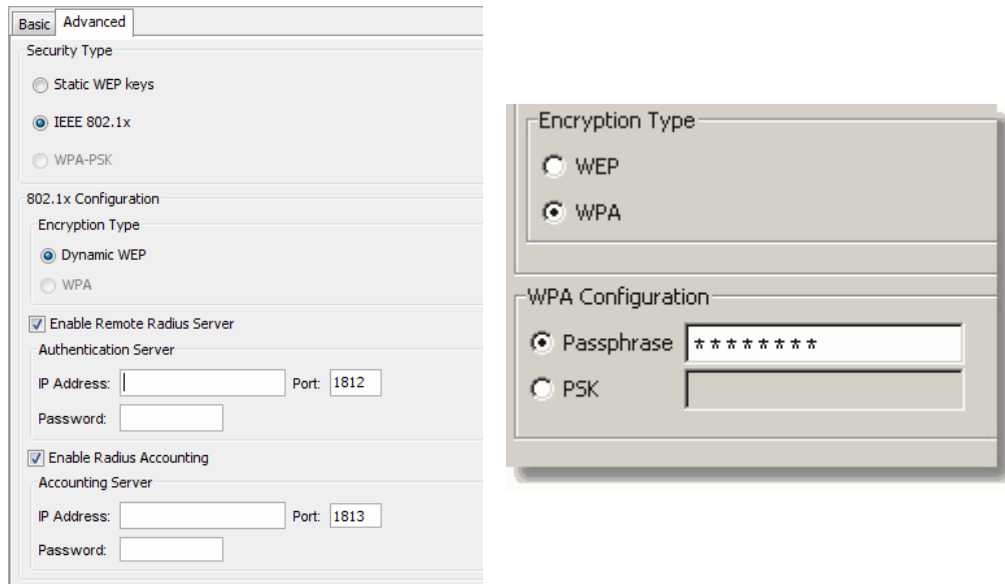 Basic Advanced
Security Type
Static WEP keys
IEEE 802.1x
WPA-PSK
802.1x Configuration
Encryption Type
Dynamic WEP
WPA
Enable Remote Radius Server
Authentication Server
IP Address: Port: 1812
Password:
Enable Radius Accounting
Accounting Server
IP Address: Port: 1813
Password:
Encryption Type
WEP
WPA
WPA Configuration
Passphrase ********
PSK